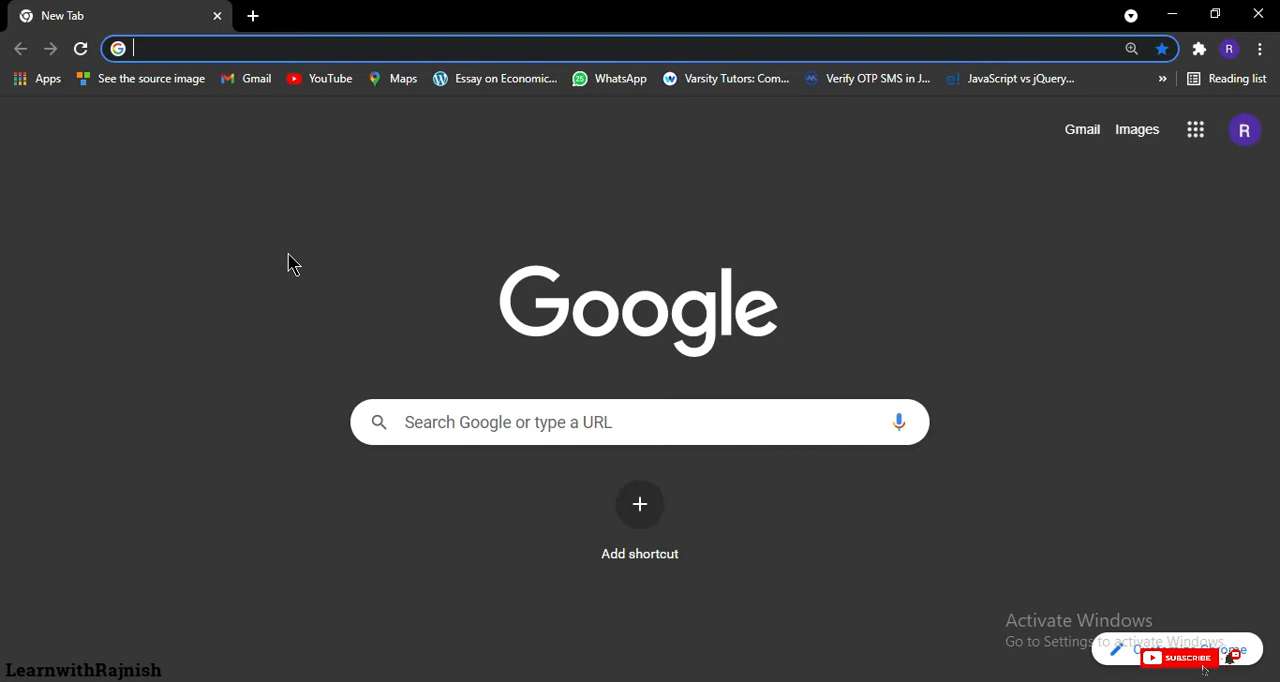 New Tab
Apps See the source image Gmail YouTube Maps Essay on Economic... WhatsApp Varsity Tutors: Com... Verify OTP SMS in J... JavaScript vs jQuery... » Reading list
R
25
Gmail Images R
Google
Search Google or type a URL
Add shortcut
Activate Windows
Go to Settings to activate Windows.
SUBSCRIBE
LearnwithRajnish